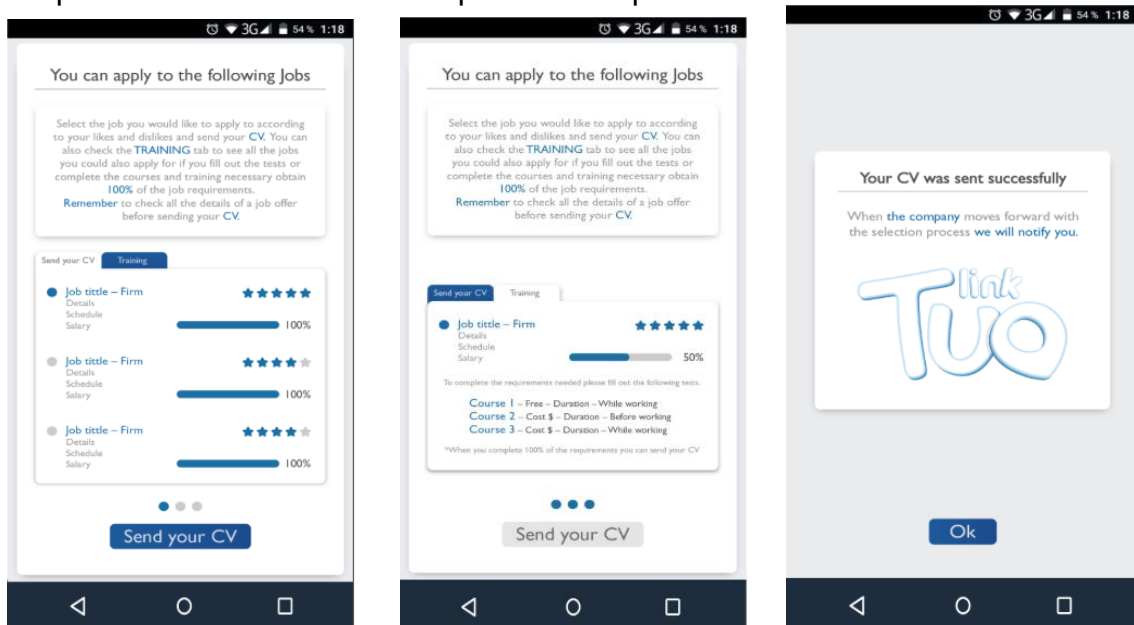 3G 54 % 1:18
You can apply to the following Jobs
Select the job you would like to apply to according
to your likes and dislikes and send your CV. You can
also check the TRAINING tab to see all the jobs
you could also apply for if you fill out the tests or
complete the courses and training necessary obtain
100% of the job requirements.
Remember to check all the details of a job offer
before sending your CV.
Send your CV Training
Job tittle – Firm
Details
Schedule
Salary 100%
Job tittle – Firm
Details
Schedule
Salary 100%
Job tittle – Firm
Details
Schedule
Salary 100%
Send your CV
3G 54 % 1:18
You can apply to the following Jobs
Select the job you would like to apply to according
to your likes and dislikes and send your CV. You can
also check the TRAINING tab to see all the jobs
you could also apply for if you fill out the tests or
complete the courses and training necessary obtain
100% of the job requirements.
Remember to check all the details of a job offer
before sending your CV.
Send your CV Training
Job tittle – Firm
Details
Schedule
Salary 50%
To complete the requirements needed please fill out the following tests.
Course 1 – Free – Duration – While working
Course 2 – Cost $ – Duration – Before working
Course 3 – Cost $ – Duration – While working
*When you complete 100% of the requirements you can send your CV
Send your CV
3G 54 % 1:18
Your CV was sent successfully
When the company moves forward with
the selection process we will notify you.
link
TUO
Ok